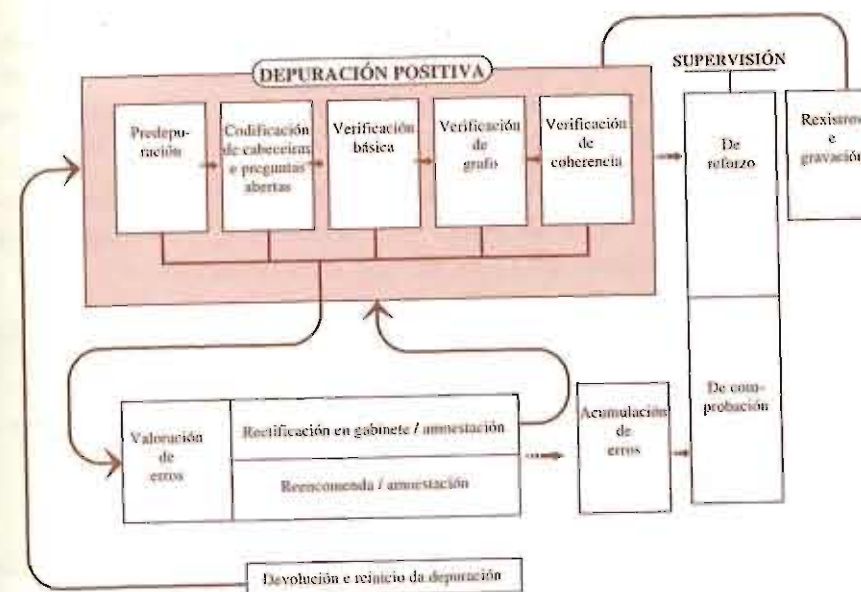 DEPURACIÓN POSITIVA
SUPERVISIÓN
Predepu-
ración
Codificación
de cabeceiras
e preguntas
abertas
Verificación
básica
Verificación
de
grafo
Verificación
de
coherencia
De
reforzo
Rexistro
e
gravación
De com-
probación
Valoración
de
erros
Rectificación en gabinete / amnestación
Reencomenda / amnestación
Acumulación
de
erros
Devolución e reinicio da depuración